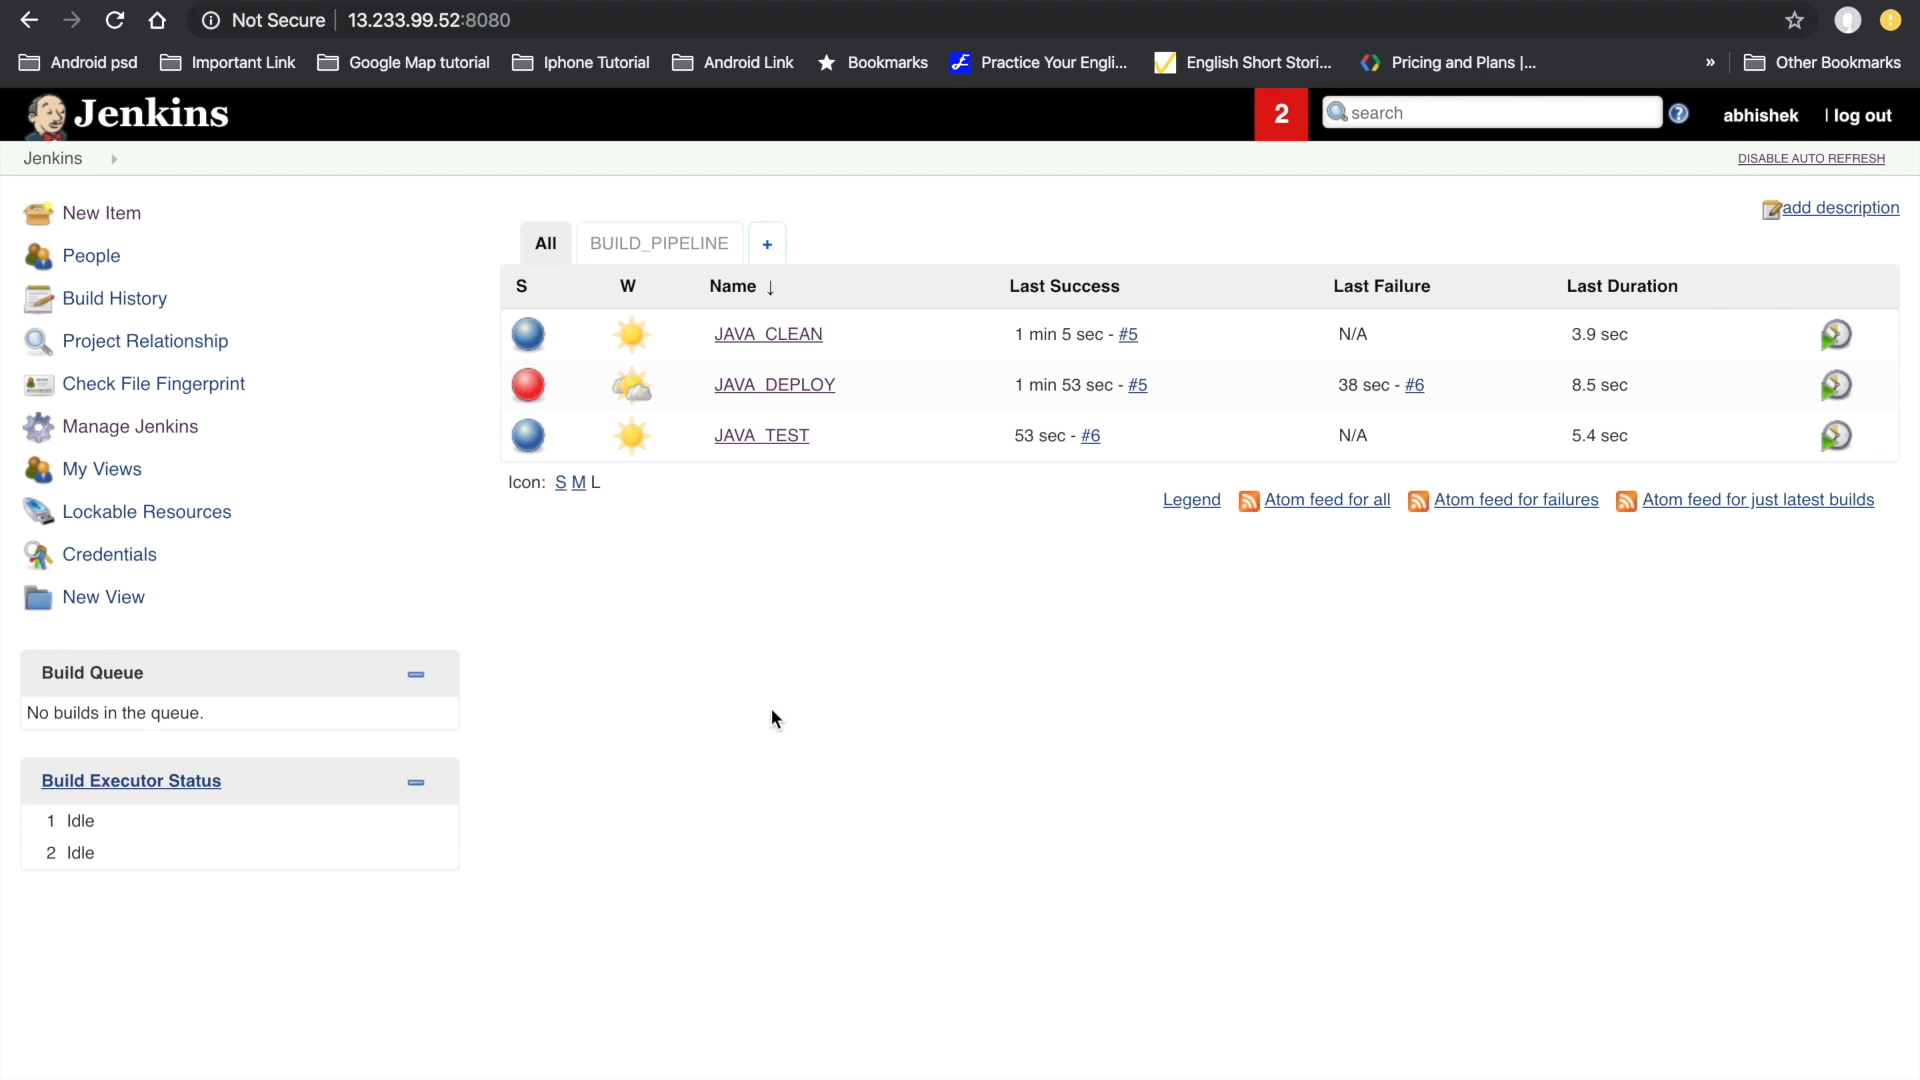 Not Secure 13.233.99.52:8080
Android psd Important Link Google Map tutorial Iphone Tutorial Android Link Bookmarks Practice Your Engli... English Short Stori... Pricing and Plans |... » Other Bookmarks
Jenkins 2 search abhishek | log out
Jenkins DISABLE AUTO REFRESH
New Item
People
Build History
Project Relationship
Check File Fingerprint
Manage Jenkins
My Views
Lockable Resources
Credentials
New View
Build Queue
No builds in the queue.
Build Executor Status
1 Idle
2 Idle
add description
All BUILD_PIPELINE +
S W Name ↓ Last Success Last Failure Last Duration
JAVA_CLEAN 1 min 5 sec - #5 N/A 3.9 sec
JAVA_DEPLOY 1 min 53 sec - #5 38 sec - #6 8.5 sec
JAVA_TEST 53 sec - #6 N/A 5.4 sec
Icon: S M L
Legend Atom feed for all Atom feed for failures Atom feed for just latest builds